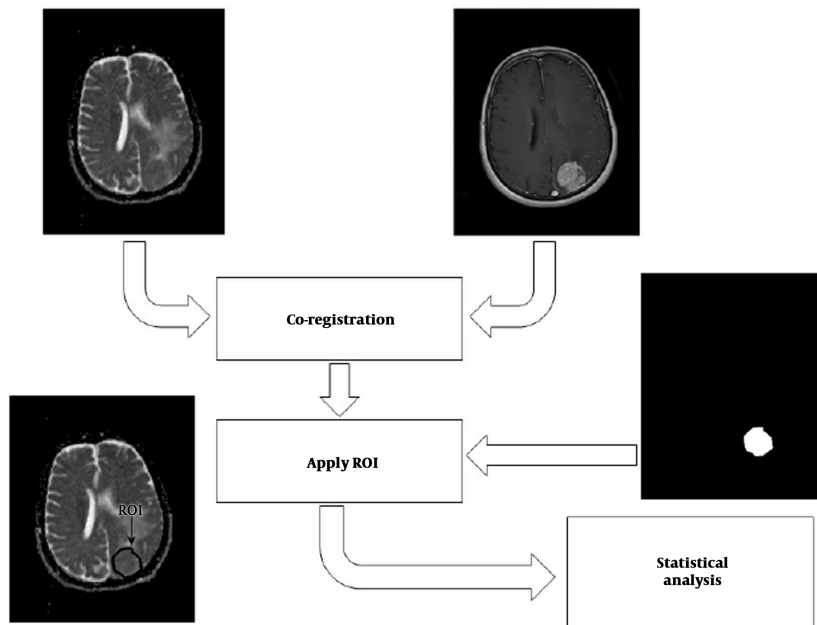 Co-registration
Apply ROI
ROI
Statistical
analysis